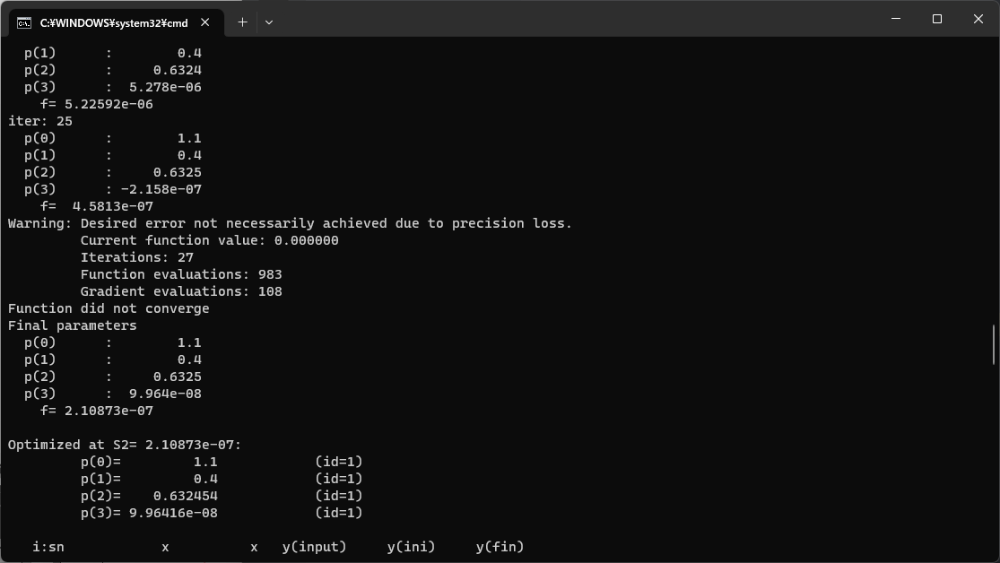 C:¥WINDOWS¥system32¥cmd
p(1) : 0.4
p(2) : 0.6324
p(3) : 5.278e-06
f= 5.22592e-06
iter: 25
p(0) : 1.1
p(1) : 0.4
p(2) : 0.6325
p(3) : -2.158e-07
f= 4.5813e-07
Warning: Desired error not necessarily achieved due to precision loss.
Current function value: 0.000000
Iterations: 27
Function evaluations: 983
Gradient evaluations: 108
Function did not converge
Final parameters
p(0) : 1.1
p(1) : 0.4
p(2) : 0.6325
p(3) : 9.964e-08
f= 2.10873e-07
Optimized at S2= 2.10873e-07:
p(0)= 1.1 (id=1)
p(1)= 0.4 (id=1)
p(2)= 0.632454 (id=1)
p(3)= 9.96416e-08 (id=1)
i:sn x x y(input) y(ini) y(fin)